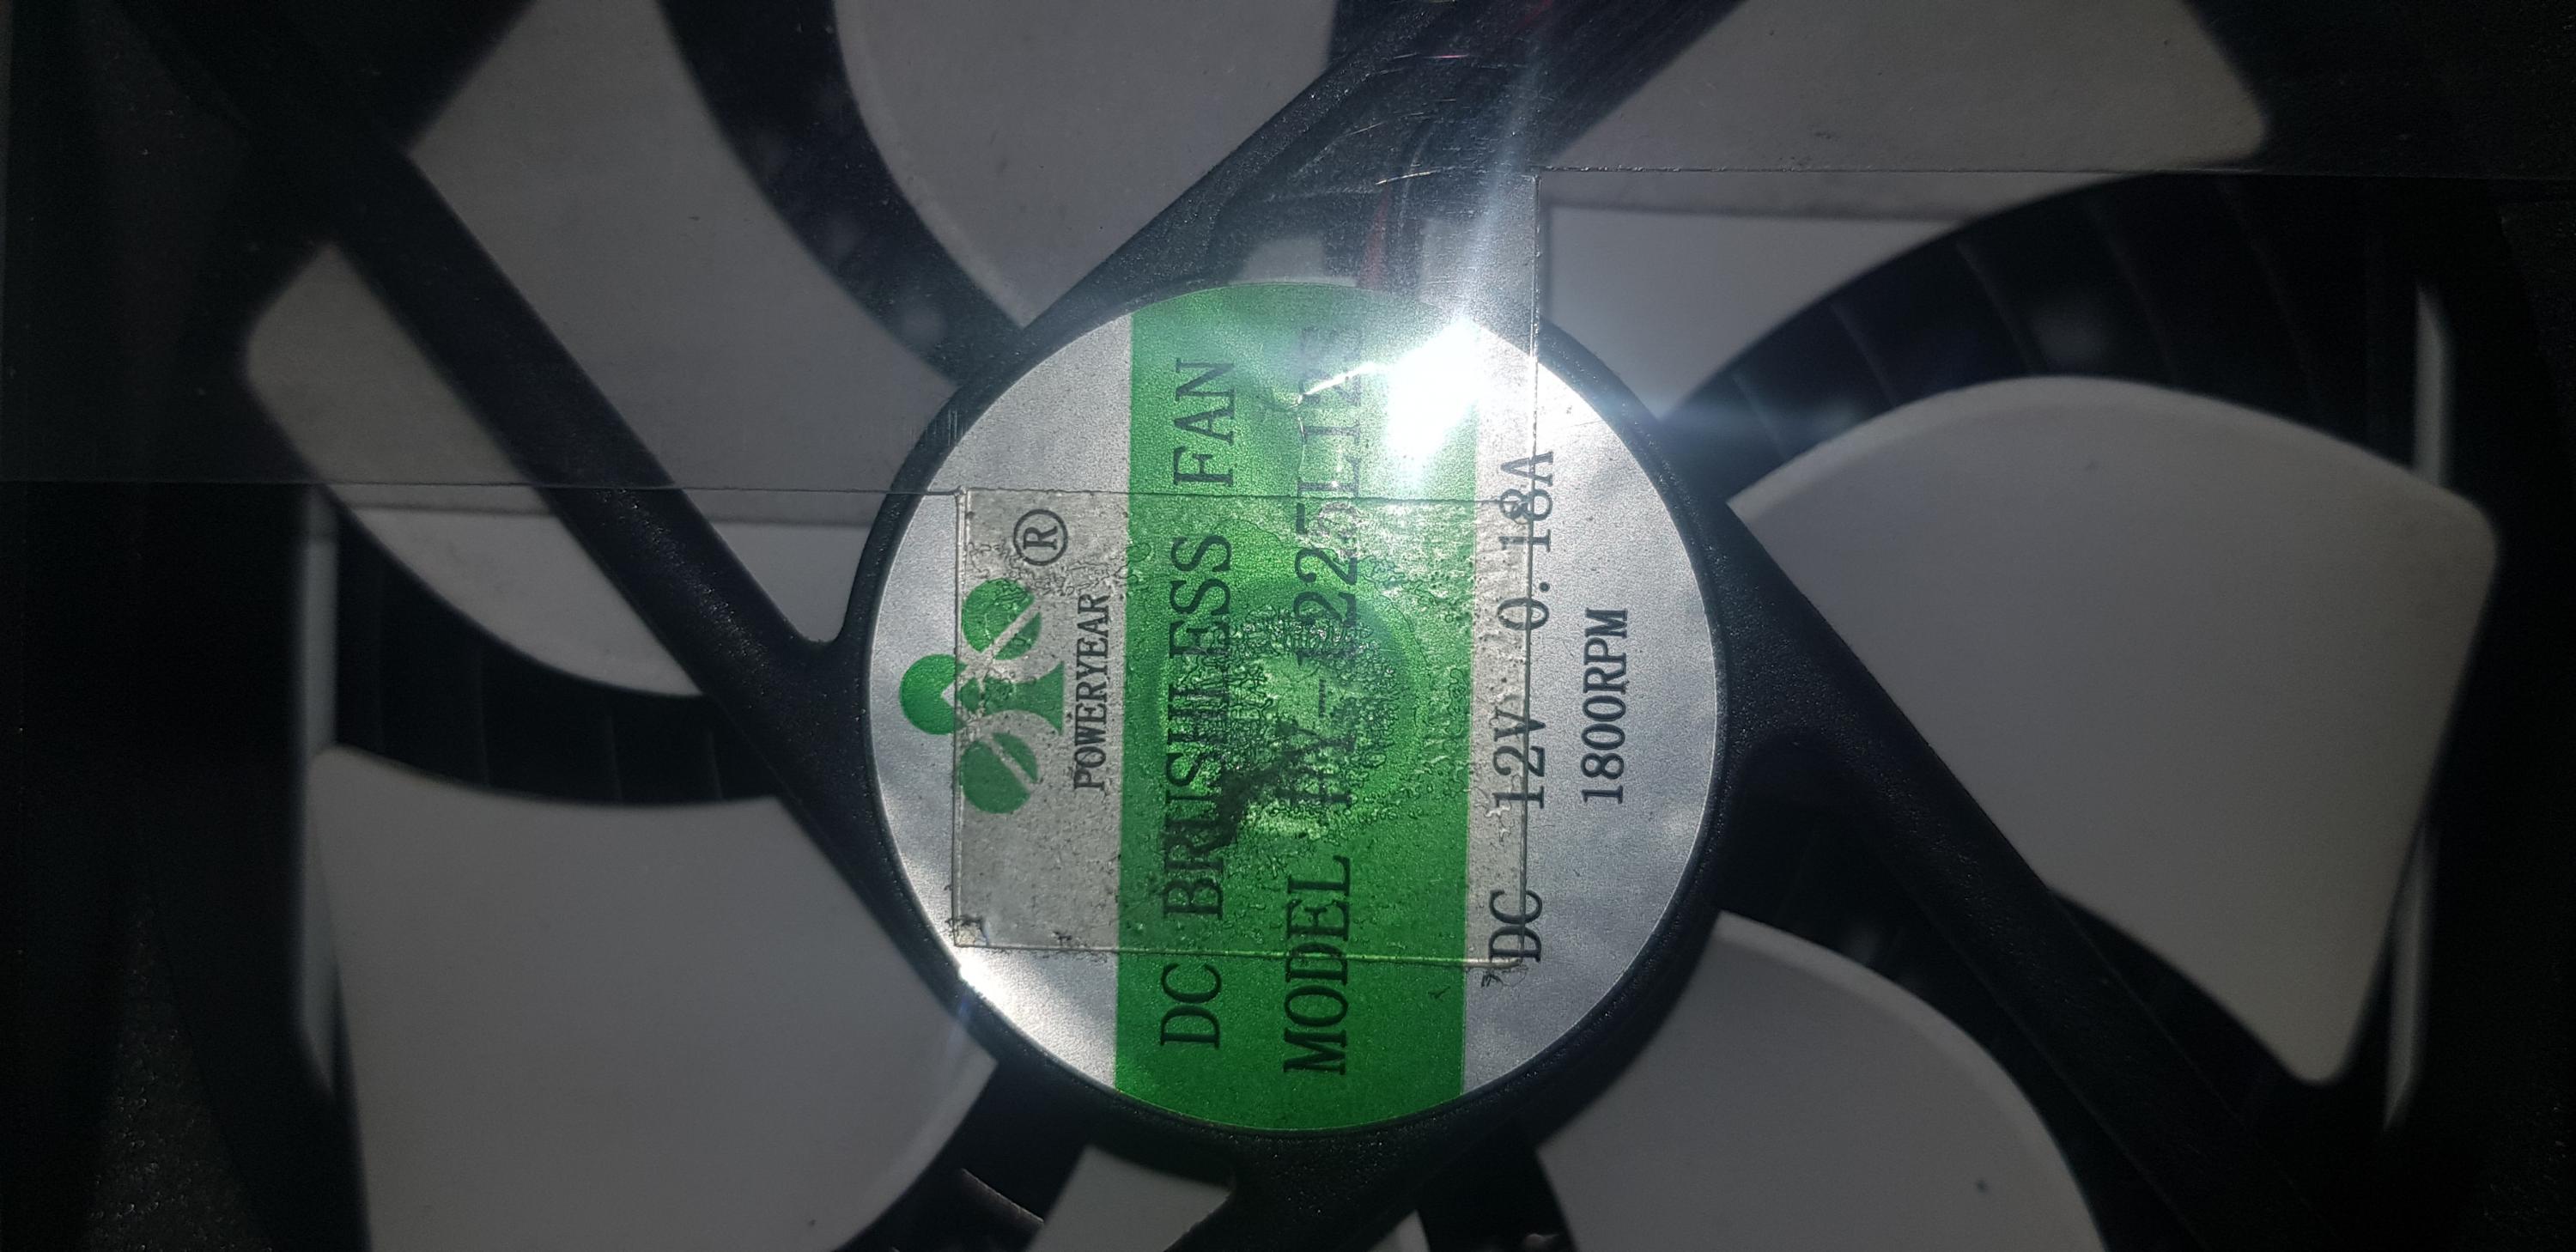 ®
POWERYEAR
DC BRUSHLESS FAN
MODEL
DC 12V 0.18A
1800RPM